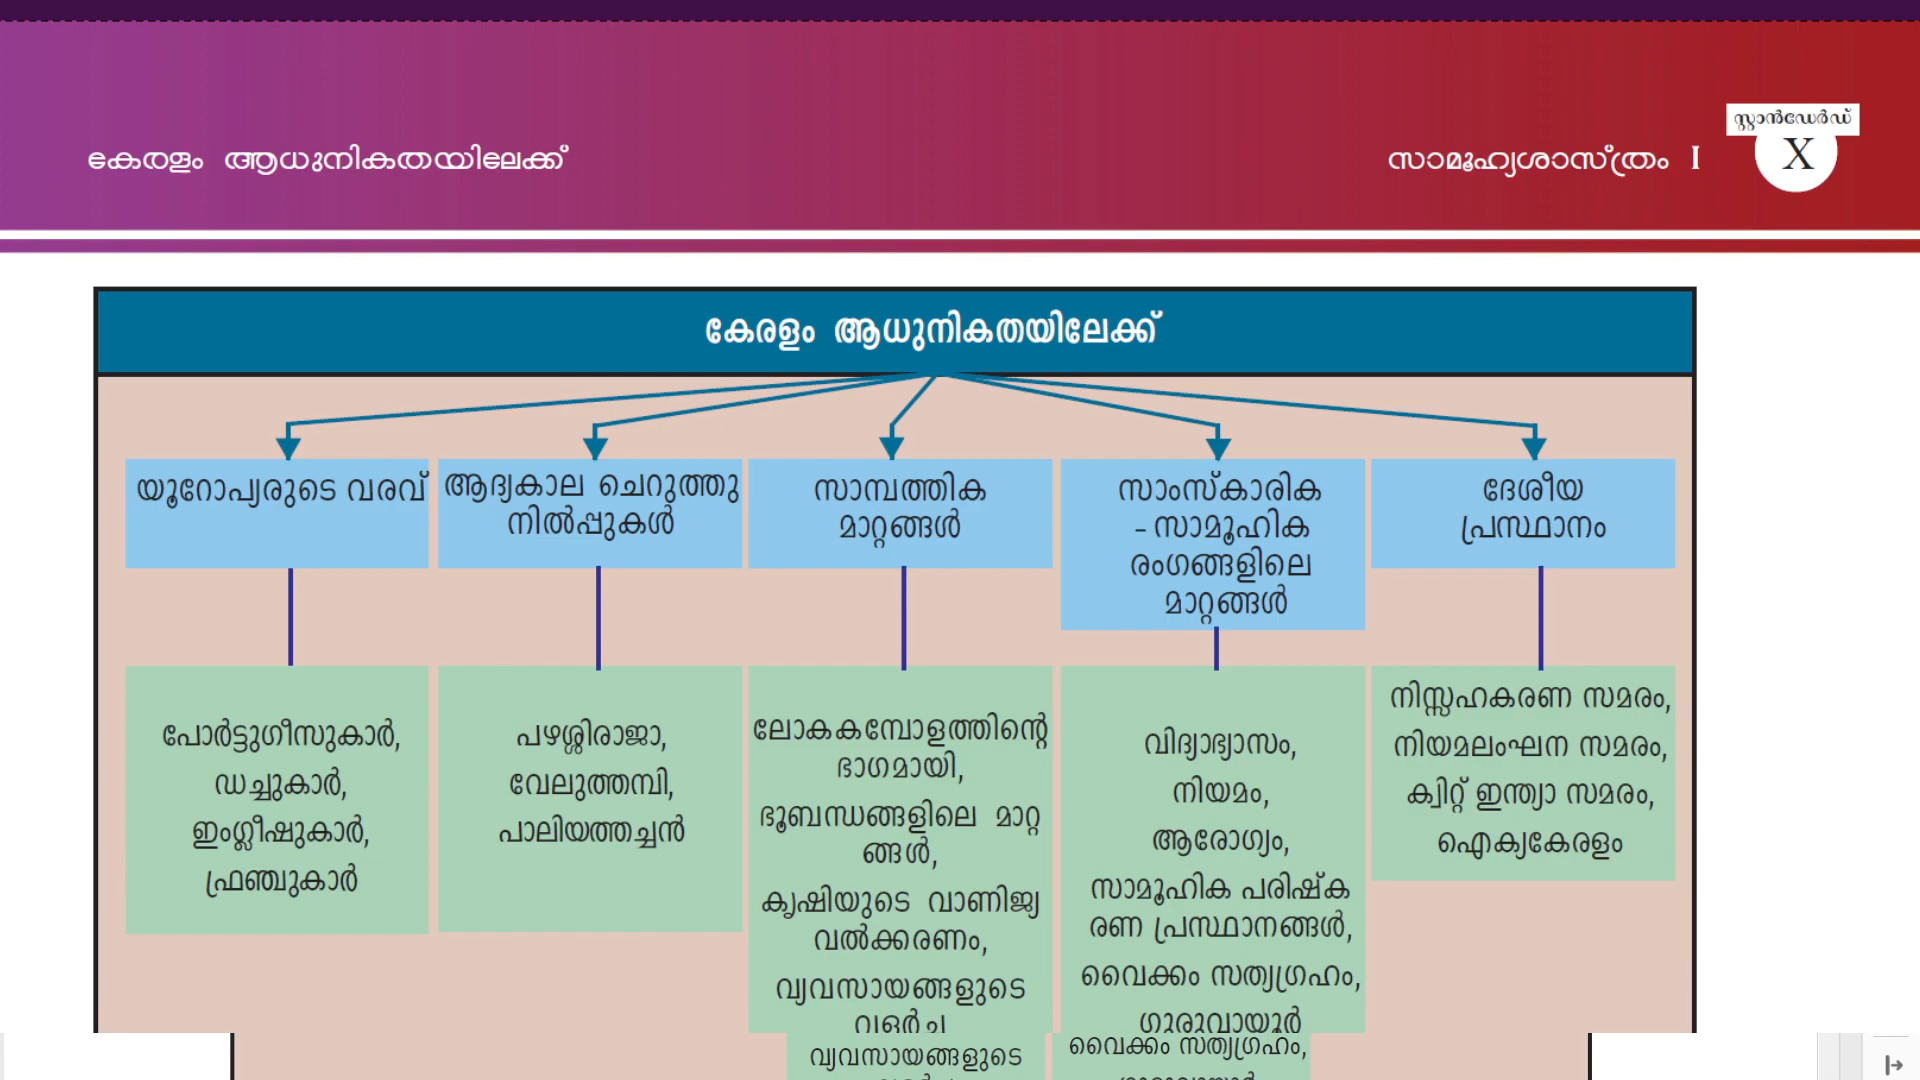 കേരളം ആധുനികതയിലേക്ക്
സാമൂഹ്യശാസ്ത്രം I
സ്റ്റാൻഡേർഡ്
X
കേരളം ആധുനികതയിലേക്ക്
യൂറോപ്യരുടെ വരവ്
ആദ്യകാല ചെറുത്തു
നിൽപ്പുകൾ
സാമ്പത്തിക
മാറ്റങ്ങൾ
സാംസ്കാരിക
- സാമൂഹിക
രംഗങ്ങളിലെ
മാറ്റങ്ങൾ
ദേശീയ
പ്രസ്ഥാനം
പോർട്ടുഗീസുകാർ,
ഡച്ചുകാർ,
ഇംഗ്ലീഷുകാർ,
ഫ്രഞ്ചുകാർ
പഴശ്ശിരാജാ,
വേലുത്തമ്പി,
പാലിയത്തച്ചൻ
ലോകകമ്പോളത്തിന്റെ
ഭാഗമായി,
ഭൂബന്ധങ്ങളിലെ മാറ്റ
ങ്ങൾ,
കൃഷിയുടെ വാണിജ്യ
വൽക്കരണം,
വ്യവസായങ്ങളുടെ
വളർച്ച
വിദ്യാഭ്യാസം,
നിയമം,
ആരോഗ്യം,
സാമൂഹിക പരിഷ്ക
രണ പ്രസ്ഥാനങ്ങൾ,
വൈക്കം സത്യഗ്രഹം,
ഗുരുവായൂർ
നിസ്സഹകരണ സമരം,
നിയമലംഘന സമരം,
ക്വിറ്റ് ഇന്ത്യാ സമരം,
ഐക്യകേരളം
വ്യവസായങ്ങളുടെ
വൈക്കം സത്യഗ്രഹം,